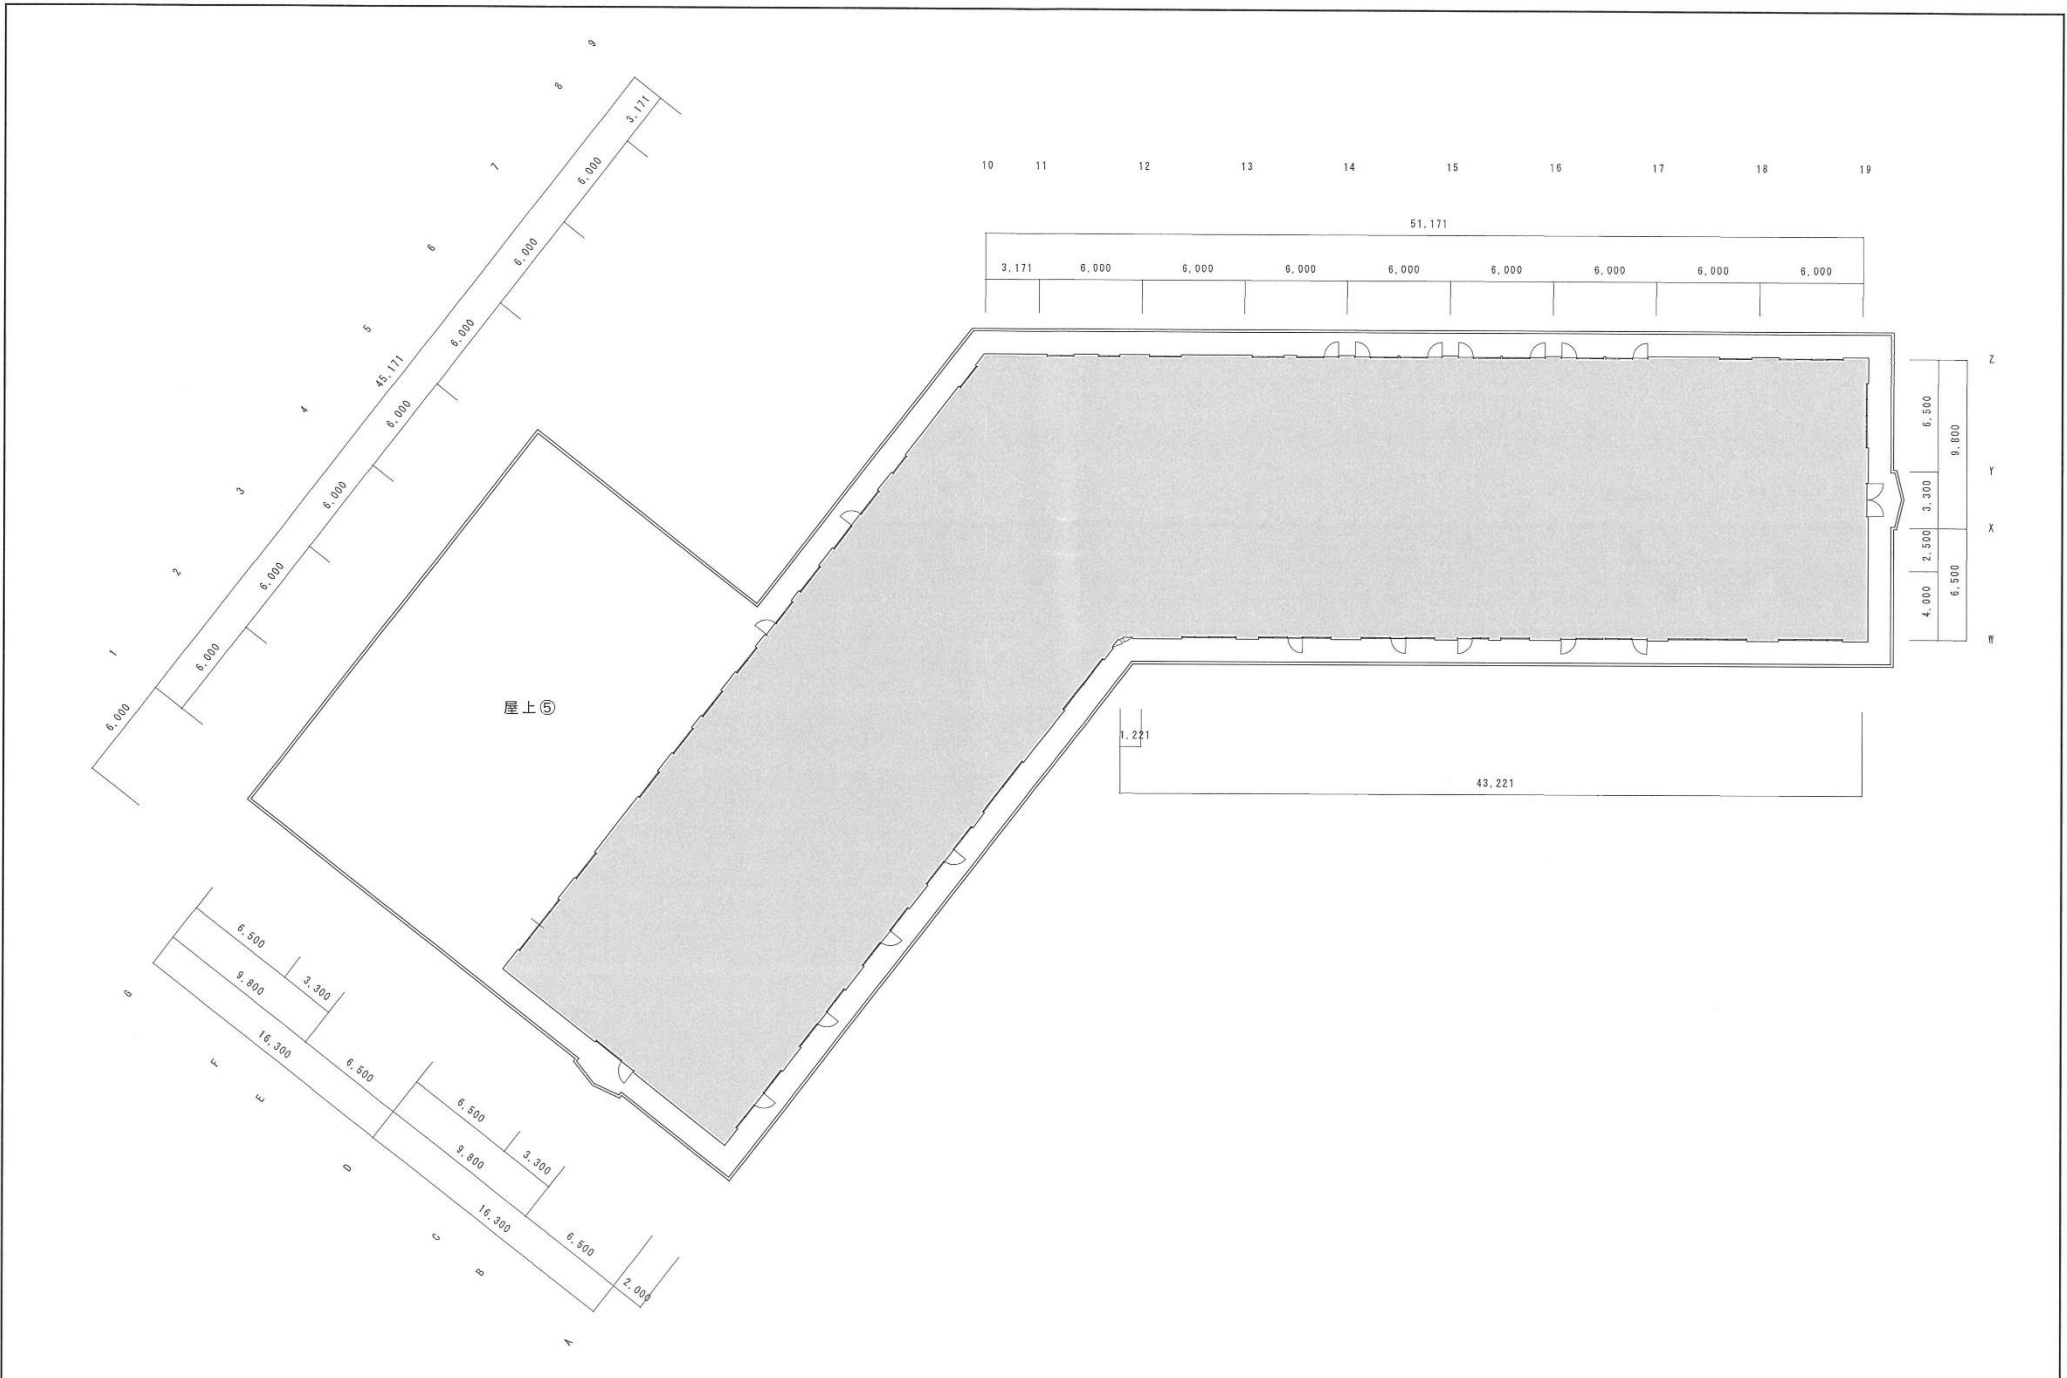 9
8
7
6
5
4
3
2
1
3,171
6,000
6,000
6,000
6,000
6,000
6,000
6,000
6,000
45,171
10 11 12 13 14 15 16 17 18 19
51,171
3,171 6,000 6,000 6,000 6,000 6,000 6,000 6,000 6,000
Z
Y
X
W
6,500
3,300
2,500
4,000
9,800
6,500
屋上⑤
1,221
43,221
6,500
3,300
9,800
6,500
16,300
6,500
3,300
9,800
6,500
16,300
2,000
G
F
E
D
C
B
A